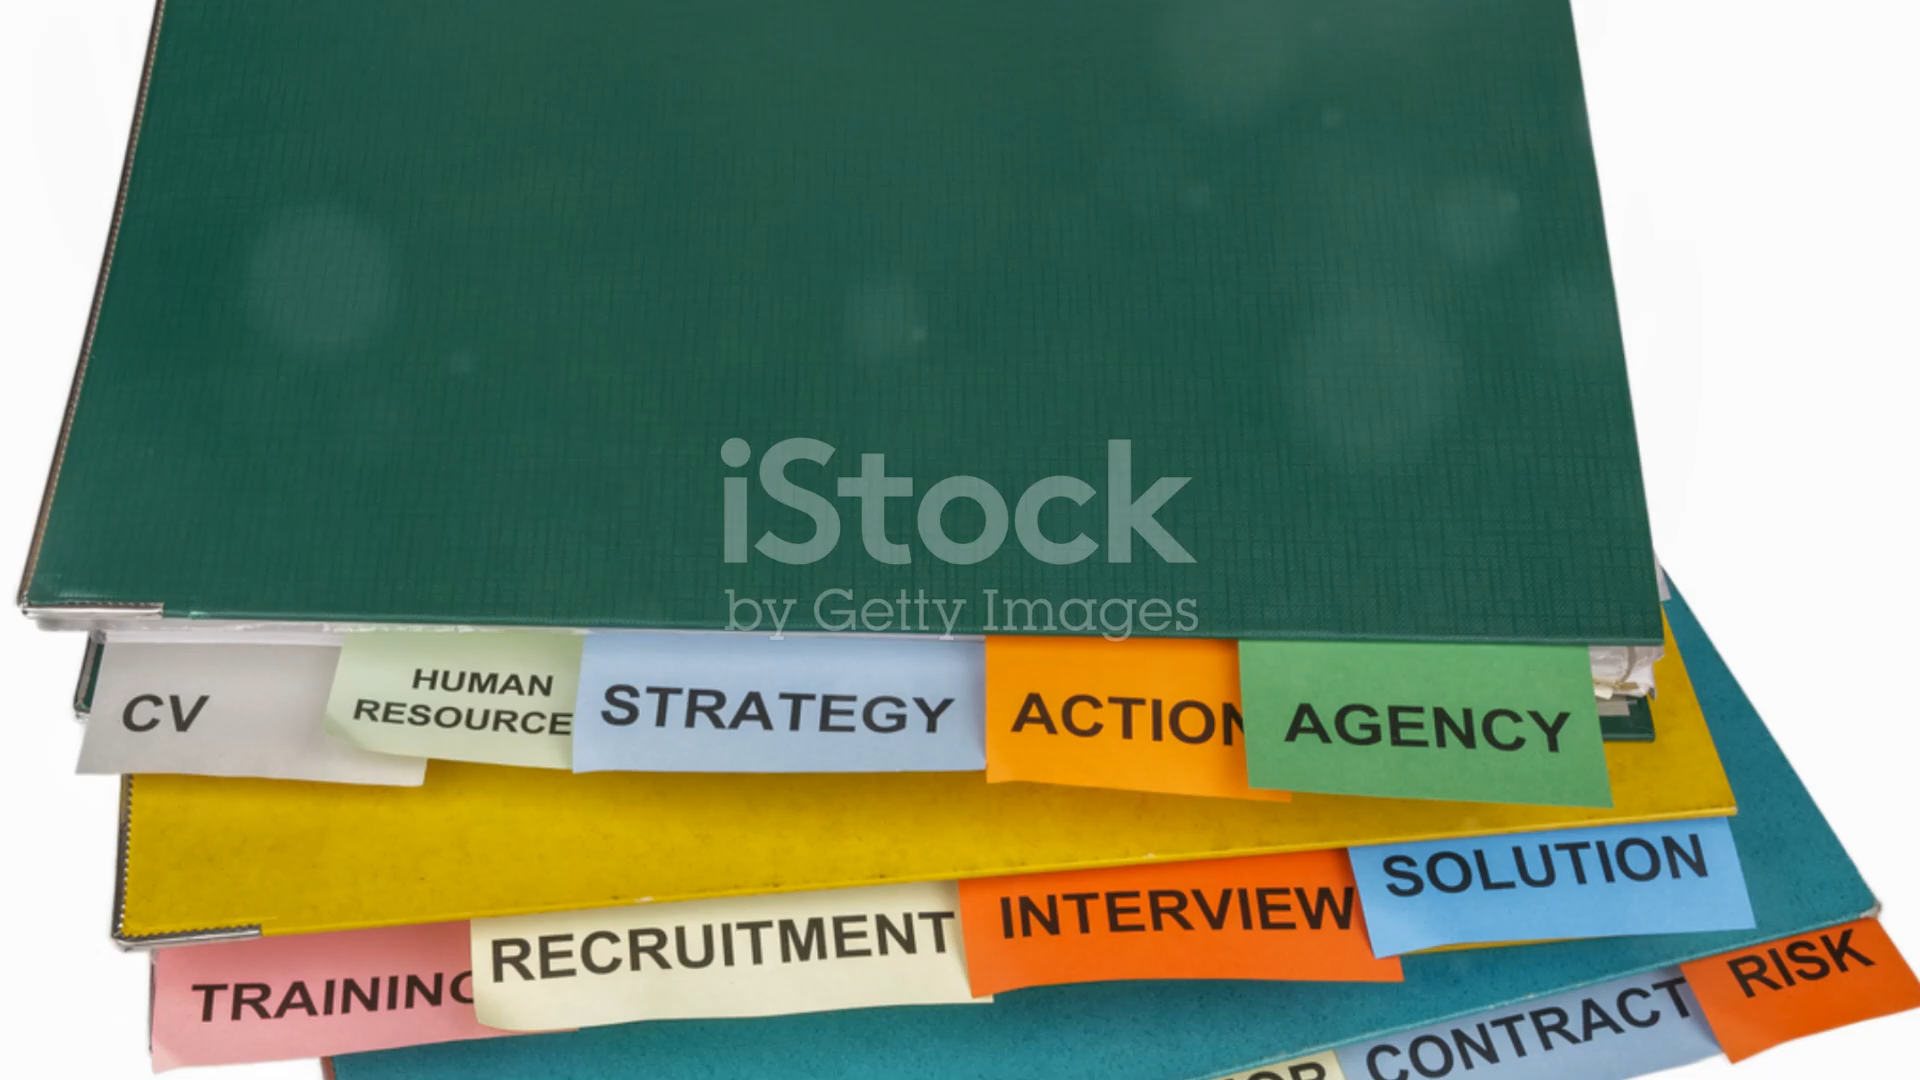 iStock
by Getty Images
CV
HUMAN
RESOURCE
STRATEGY
ACTION
AGENCY
SOLUTION
INTERVIEW
RECRUITMENT
TRAINING
RISK
CONTRACT